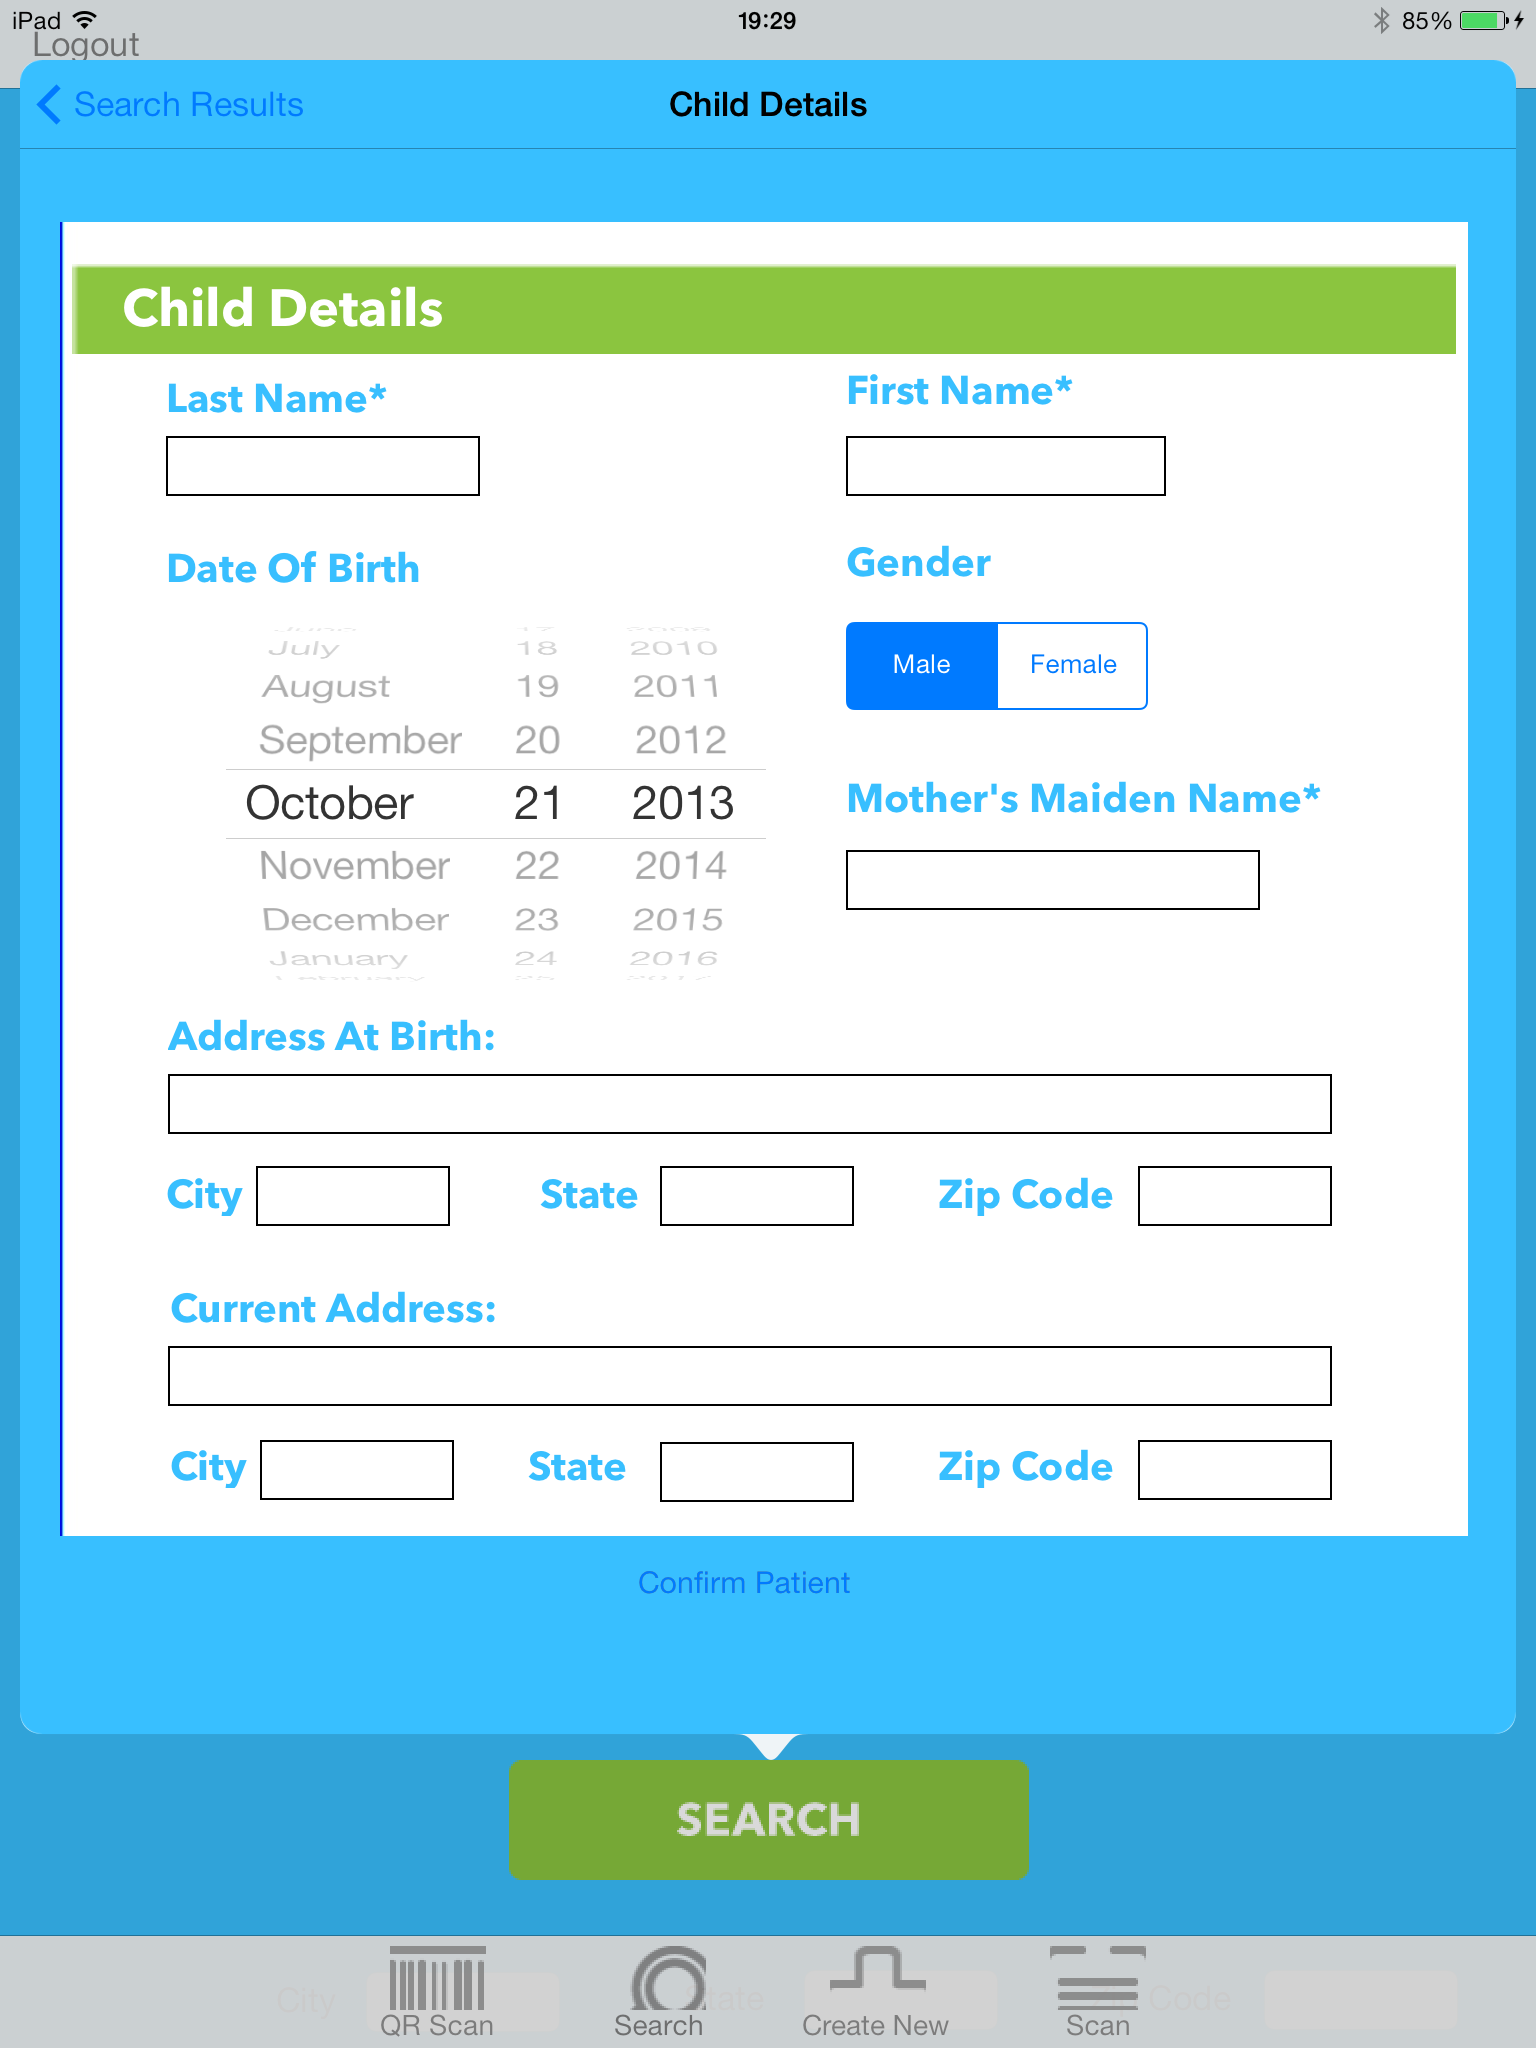 iPad 19:29 85%
Logout
Search Results Child Details
Child Details
Last Name* First Name*
Date Of Birth Gender
July 18 2010
August 19 2011
Male Female
September 20 2012
October 21 2013
Mother's Maiden Name*
November 22 2014
December 23 2015
January 24 2016
Address At Birth:
City State Zip Code
Current Address:
City State Zip Code
Confirm Patient
SEARCH
City State Code
QR Scan Search Create New Scan